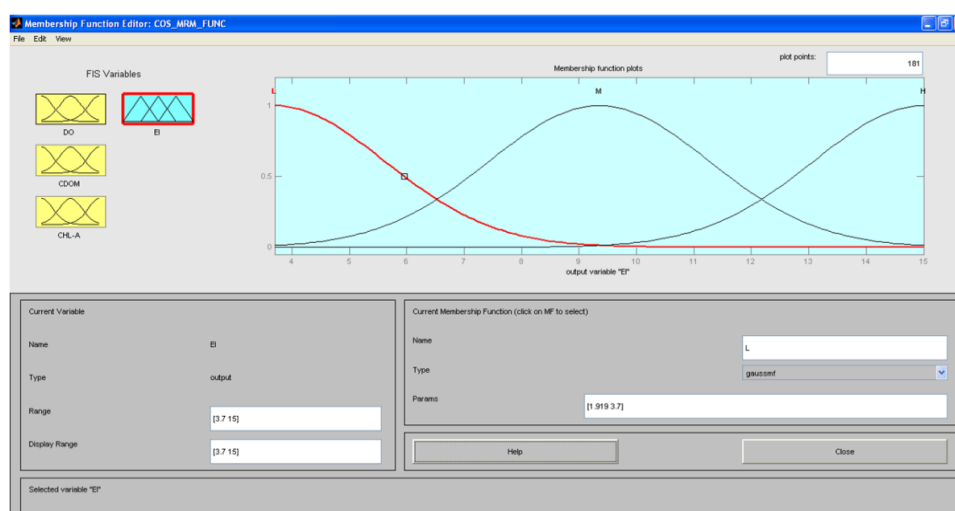 Membership Function Editor: COS_MRM_FUNC
File Edit View
FIS Variables
DO
EI
CDOM
CHL-A
Membership function plots
plot points:
181
L
M
H
1
0.5
0
4 5 6 7 8 9 10 11 12 13 14 15
output variable "EI"
Current Variable
Name EI
Type output
Range [3.7 15]
Display Range [3.7 15]
Current Membership Function (click on MF to select)
Name L
Type gaussmf
Params [1.919 3.7]
Help Close
Selected variable "EI"